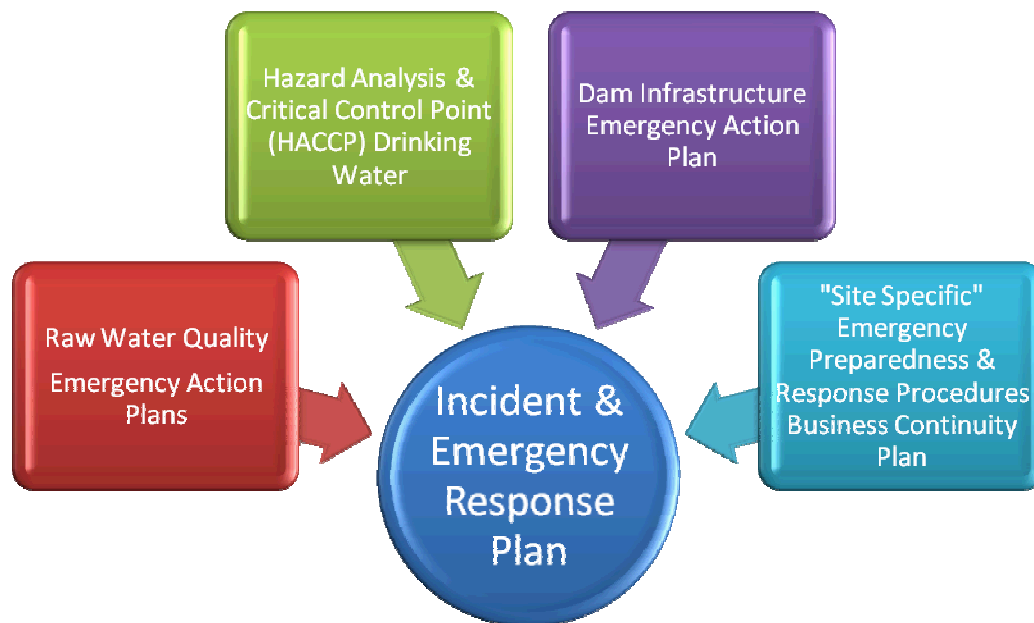 Hazard Analysis &
Critical Control Point
(HACCP) Drinking
Water
Dam Infrastructure
Emergency Action
Plan
Raw Water Quality
Emergency Action
Plans
"Site Specific"
Emergency
Preparedness &
Response Procedures
Business Continuity
Plan
Incident &
Emergency
Response
Plan